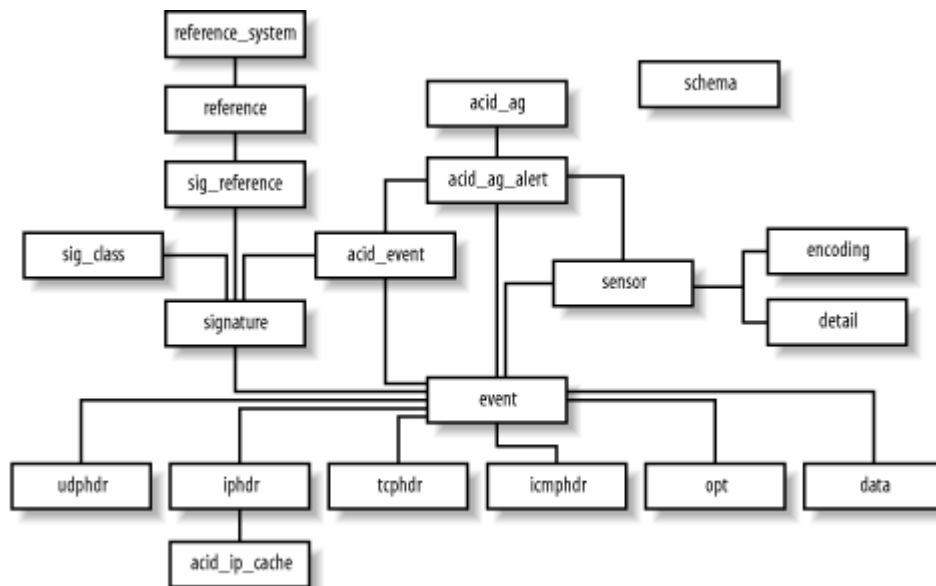 reference_system
schema
acid_ag
reference
acid_ag_alert
sig_reference
sig_class
acid_event
encoding
sensor
signature
detail
event
udphdr
iphdr
tcphdr
icmphdr
opt
data
acid_ip_cache